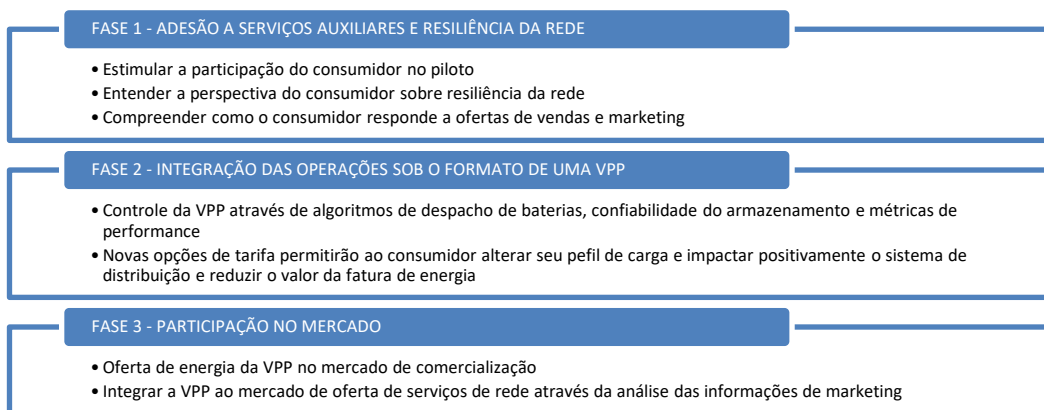 FASE 1 - ADESÃO A SERVIÇOS AUXILIARES E RESILIÊNCIA DA REDE
• Estimular a participação do consumidor no piloto
• Entender a perspectiva do consumidor sobre resiliência da rede
• Compreender como o consumidor responde a ofertas de vendas e marketing
FASE 2 - INTEGRAÇÃO DAS OPERAÇÕES SOB O FORMATO DE UMA VPP
• Controle da VPP através de algoritmos de despacho de baterias, confiabilidade do armazenamento e métricas de
performance
• Novas opções de tarifa permitirão ao consumidor alterar seu pefil de carga e impactar positivamente o sistema de
distribuição e reduzir o valor da fatura de energia
FASE 3 - PARTICIPAÇÃO NO MERCADO
• Oferta de energia da VPP no mercado de comercialização
• Integrar a VPP ao mercado de oferta de serviços de rede através da análise das informações de marketing